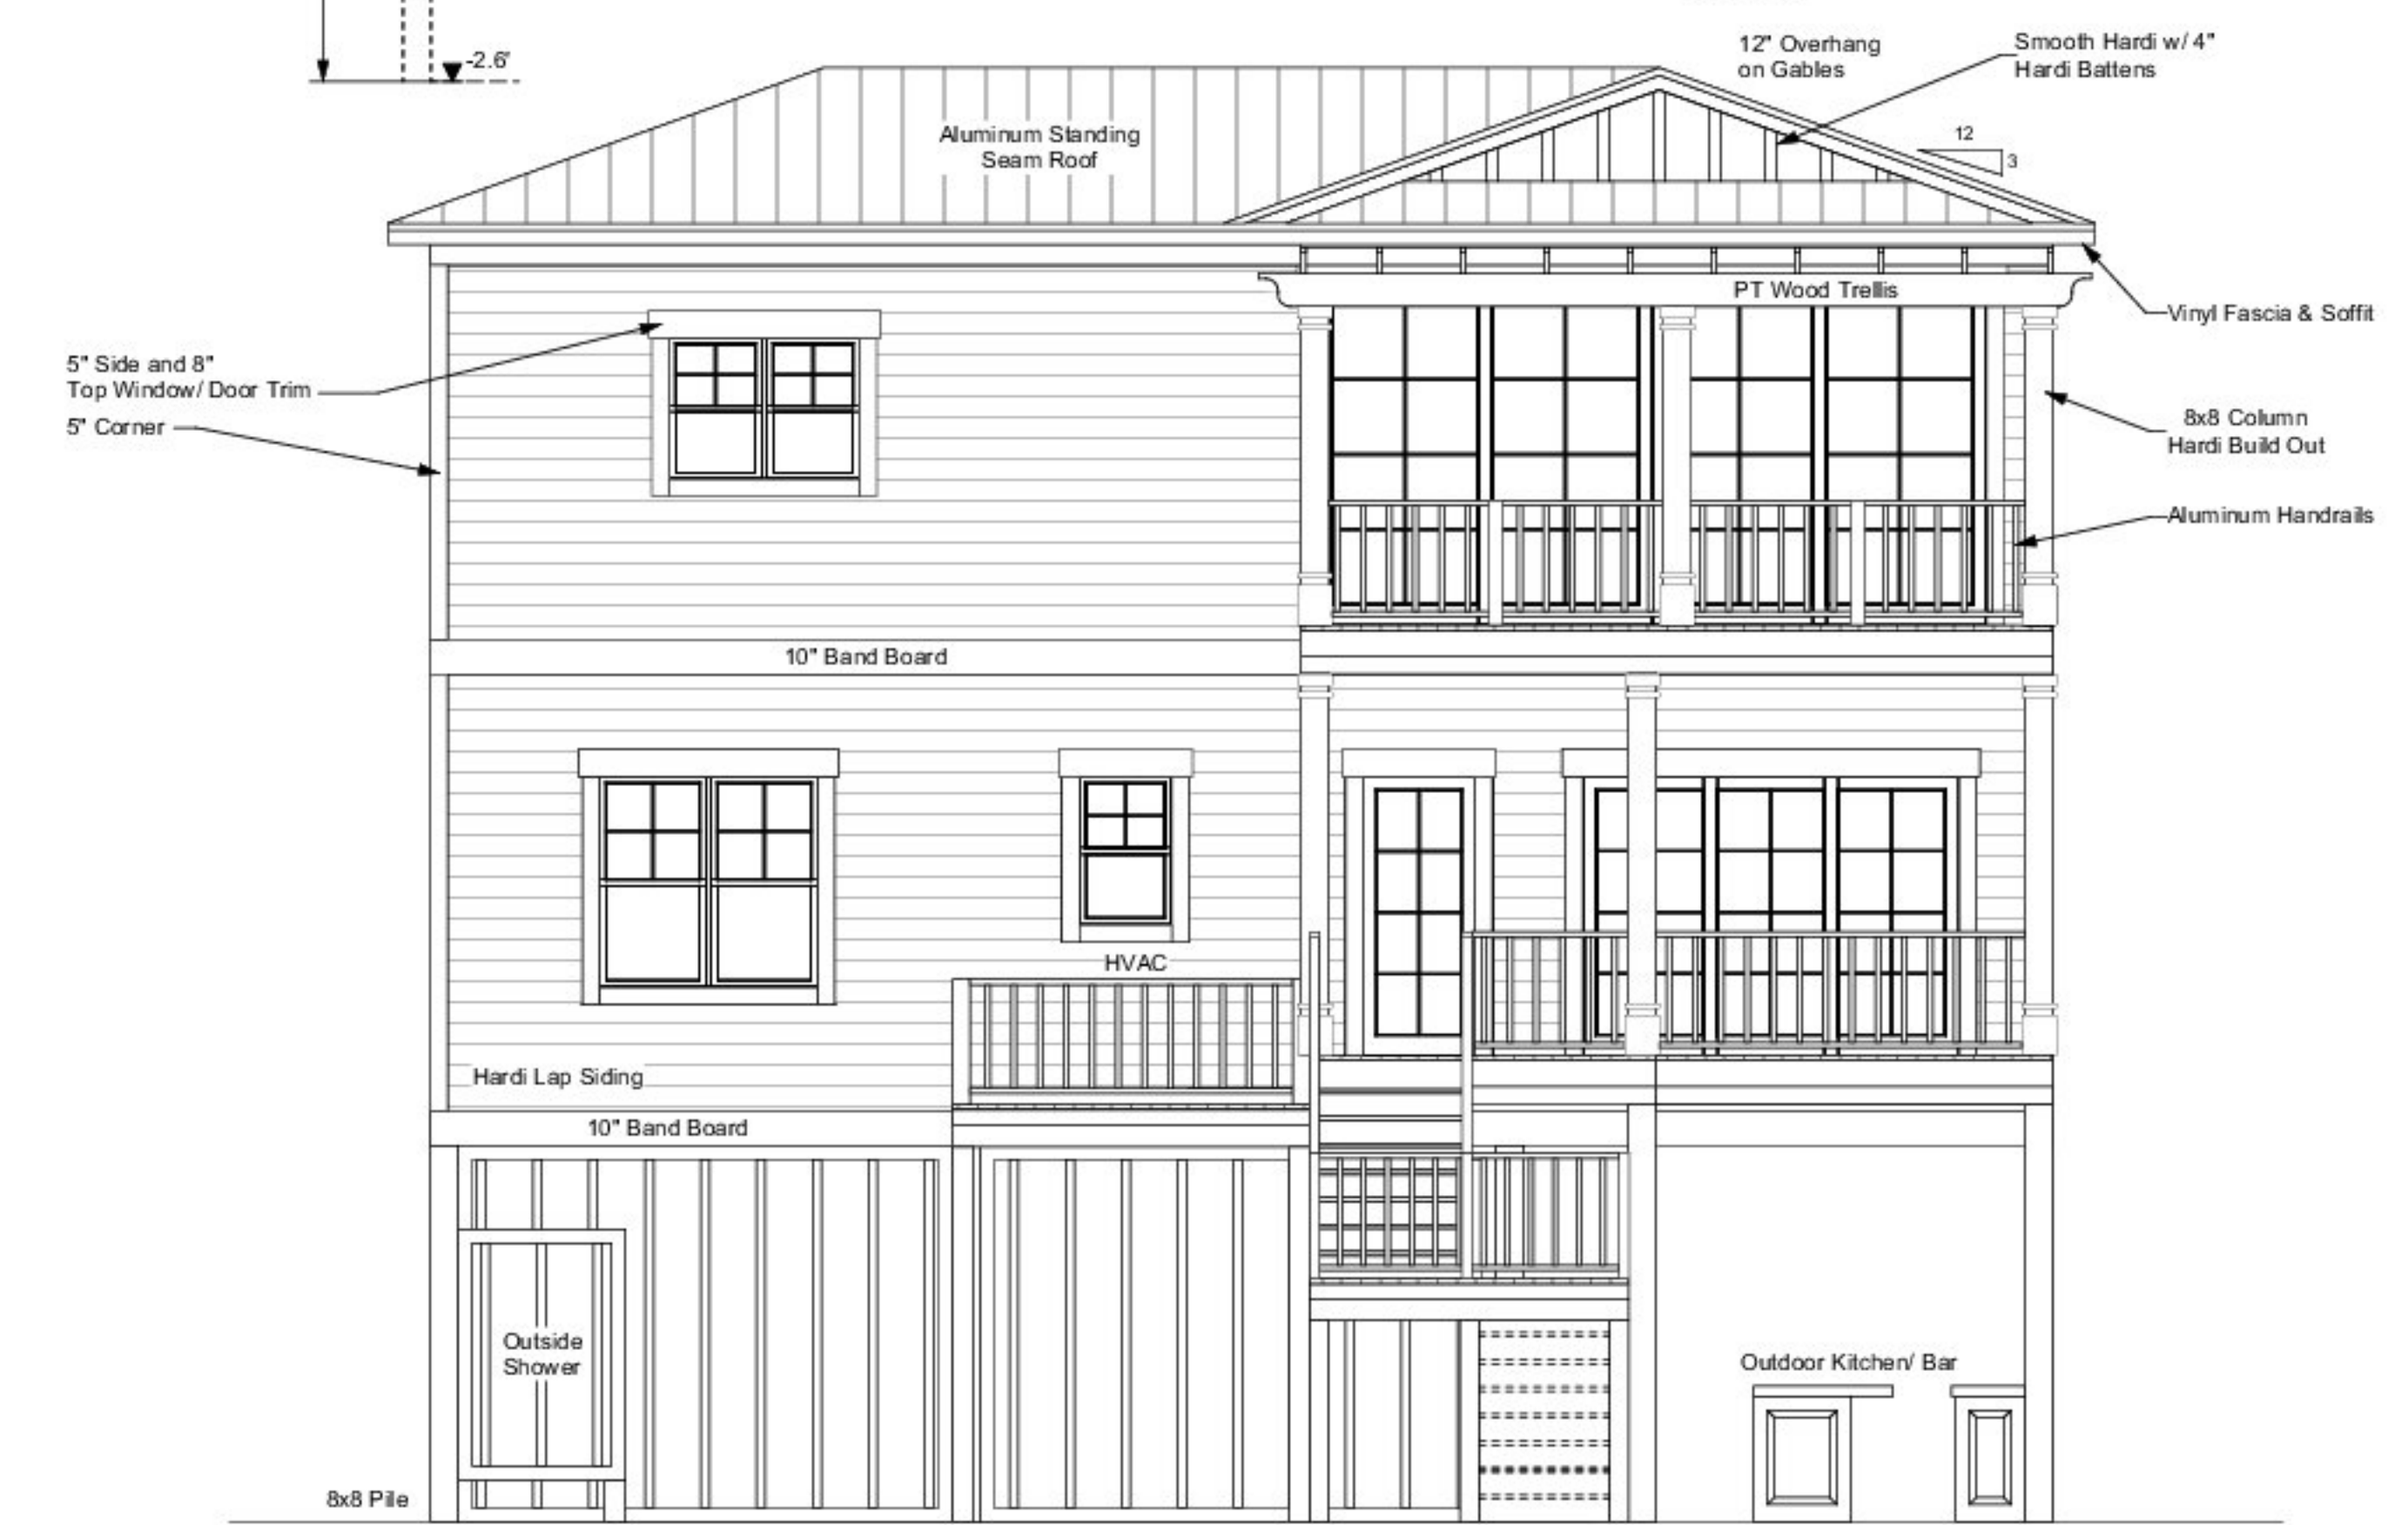 -2.6'
12" Overhang
on Gables
Smooth Hardi w/ 4"
Hardi Battens
Aluminum Standing
Seam Roof
12
3
PT Wood Trellis
Vinyl Fascia & Soffit
5" Side and 8"
Top Window/ Door Trim
5" Corner
8x8 Column
Hardi Build Out
Aluminum Handrails
10" Band Board
HVAC
Hardi Lap Siding
10" Band Board
Outside
Shower
Outdoor Kitchen/ Bar
8x8 Pile